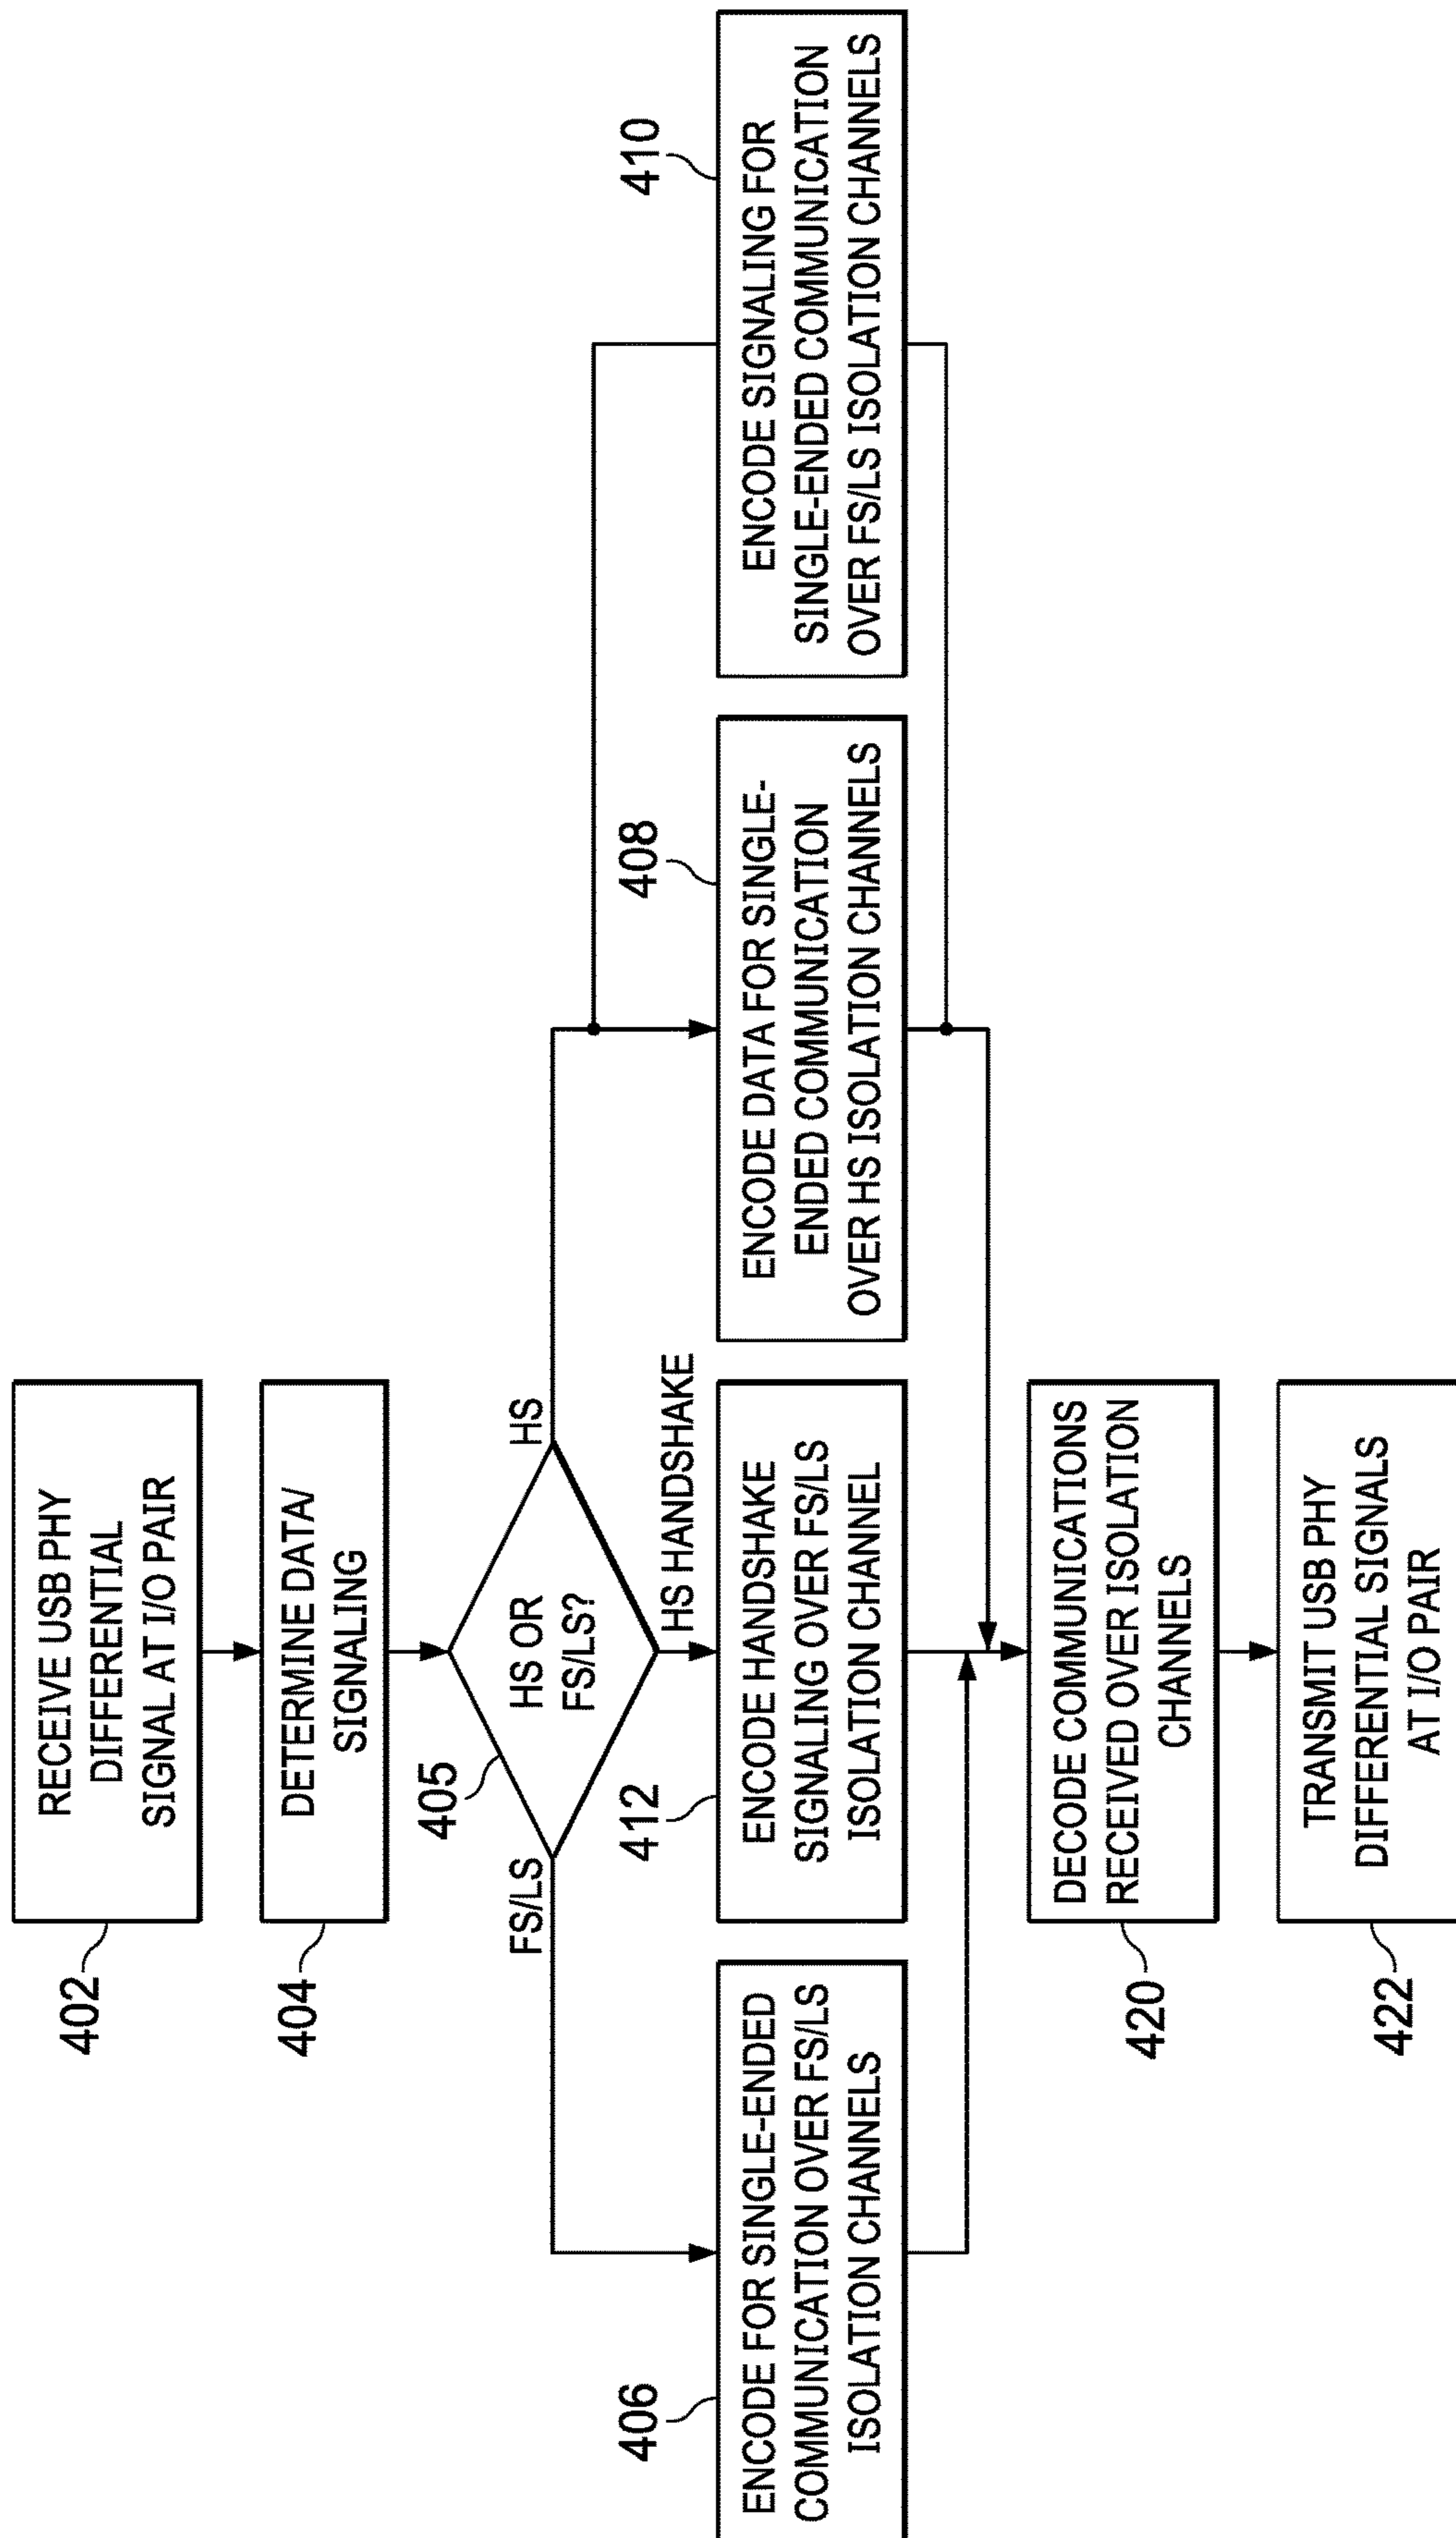 RECEIVE USB PHY
DIFFERENTIAL
SIGNAL AT I/O PAIR
402
DETERMINE DATA/
SIGNALING
404
HS OR
FS/LS?
405
FS/LS
HS
HS HANDSHAKE
ENCODE FOR SINGLE-ENDED
COMMUNICATION OVER FS/LS
ISOLATION CHANNELS
406
ENCODE HANDSHAKE
SIGNALING OVER FS/LS
ISOLATION CHANNEL
412
ENCODE DATA FOR SINGLE-
ENDED COMMUNICATION
OVER HS ISOLATION CHANNELS
408
ENCODE SIGNALING FOR
SINGLE-ENDED COMMUNICATION
OVER FS/LS ISOLATION CHANNELS
410
DECODE COMMUNICATIONS
RECEIVED OVER ISOLATION
CHANNELS
420
TRANSMIT USB PHY
DIFFERENTIAL SIGNALS
AT I/O PAIR
422